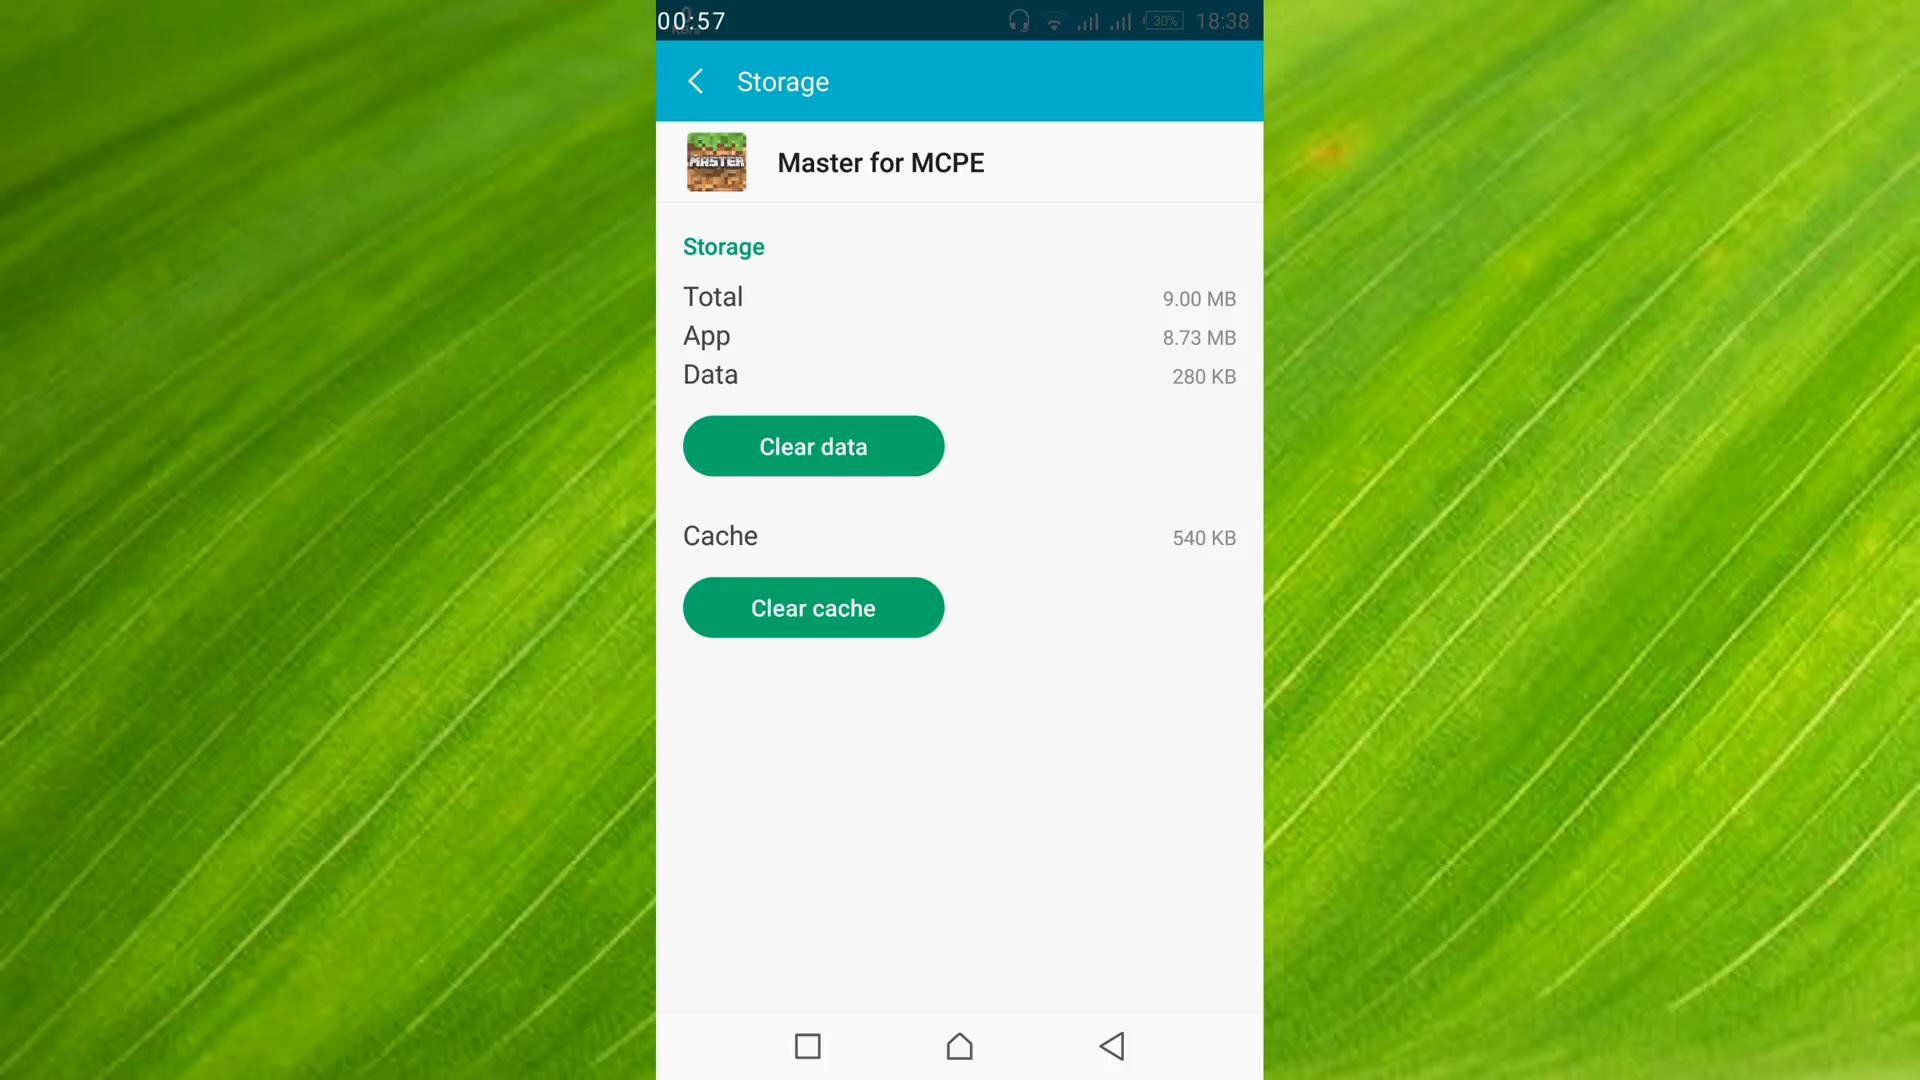 00:57 30% 18:38
Storage
MASTER
Master for MCPE
Storage
Total 9.00 MB
App 8.73 MB
Data 280 KB
Clear data
Cache 540 KB
Clear cache